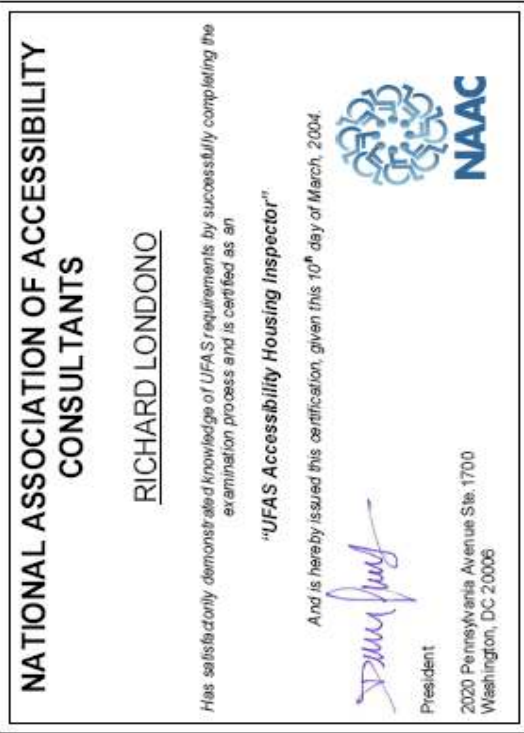 NATIONAL ASSOCIATION OF ACCESSIBILITY
CONSULTANTS
RICHARD LONDONO
Has satisfactorily demonstrated knowledge of UFAS requirements by successfully completing the
examination process and is certified as an
"UFAS Accessibility Housing Inspector".
And is hereby issued this certification, given this 10th day of March, 2004.
President
2020 Pennsylvania Avenue Ste.1700
Washington, DC 20006
NAAC